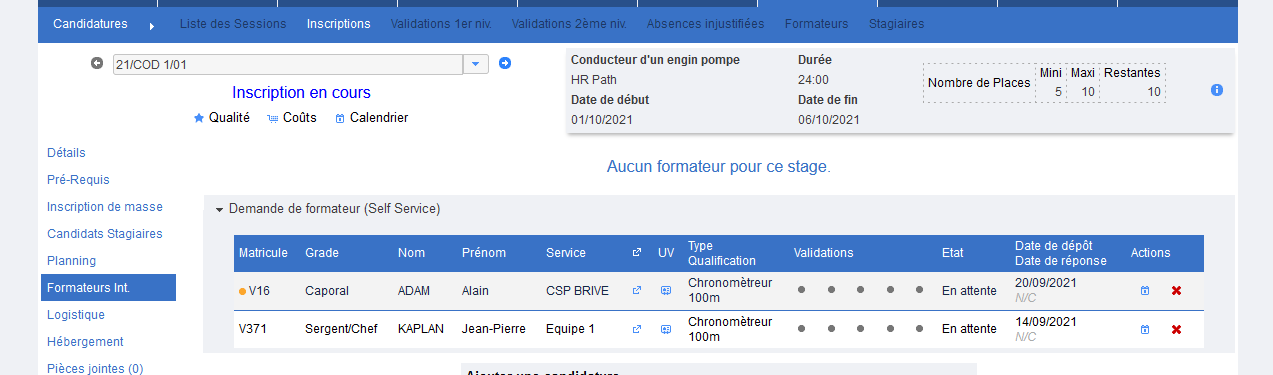 Candidatures Liste des Sessions Inscriptions Validations 1er niv. Validations 2ème niv. Absences injustifiées Formateurs Stagiaires
21/COD 1/01
Inscription en cours
Qualité Coûts Calendrier
Conducteur d'un engin pompe Durée
HR Path 24:00
Date de début Date de fin
01/10/2021 06/10/2021
Mini Maxi Restantes
Nombre de Places 5 10 10
Détails
Pré-Requis
Inscription de masse
Candidats Stagiaires
Planning
Formateurs Int.
Logistique
Hébergement
Pièces jointes (0)
Aucun formateur pour ce stage.
Demande de formateur (Self Service)
Matricule Grade Nom Prénom Service UV Type Qualification Validations Etat Date de dépôt Date de réponse Actions
V16 Caporal ADAM Alain CSP BRIVE Chronomètreur 100m En attente 20/09/2021 N/C
V371 Sergent/Chef KAPLAN Jean-Pierre Equipe 1 Chronomètreur 100m En attente 14/09/2021 N/C